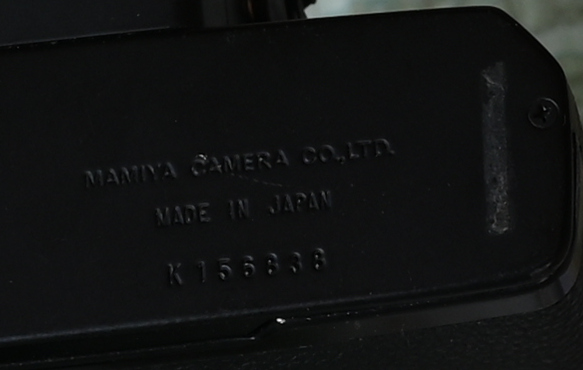 MAMIYA CAMERA CO.,LTD.
MADE IN JAPAN
K156838